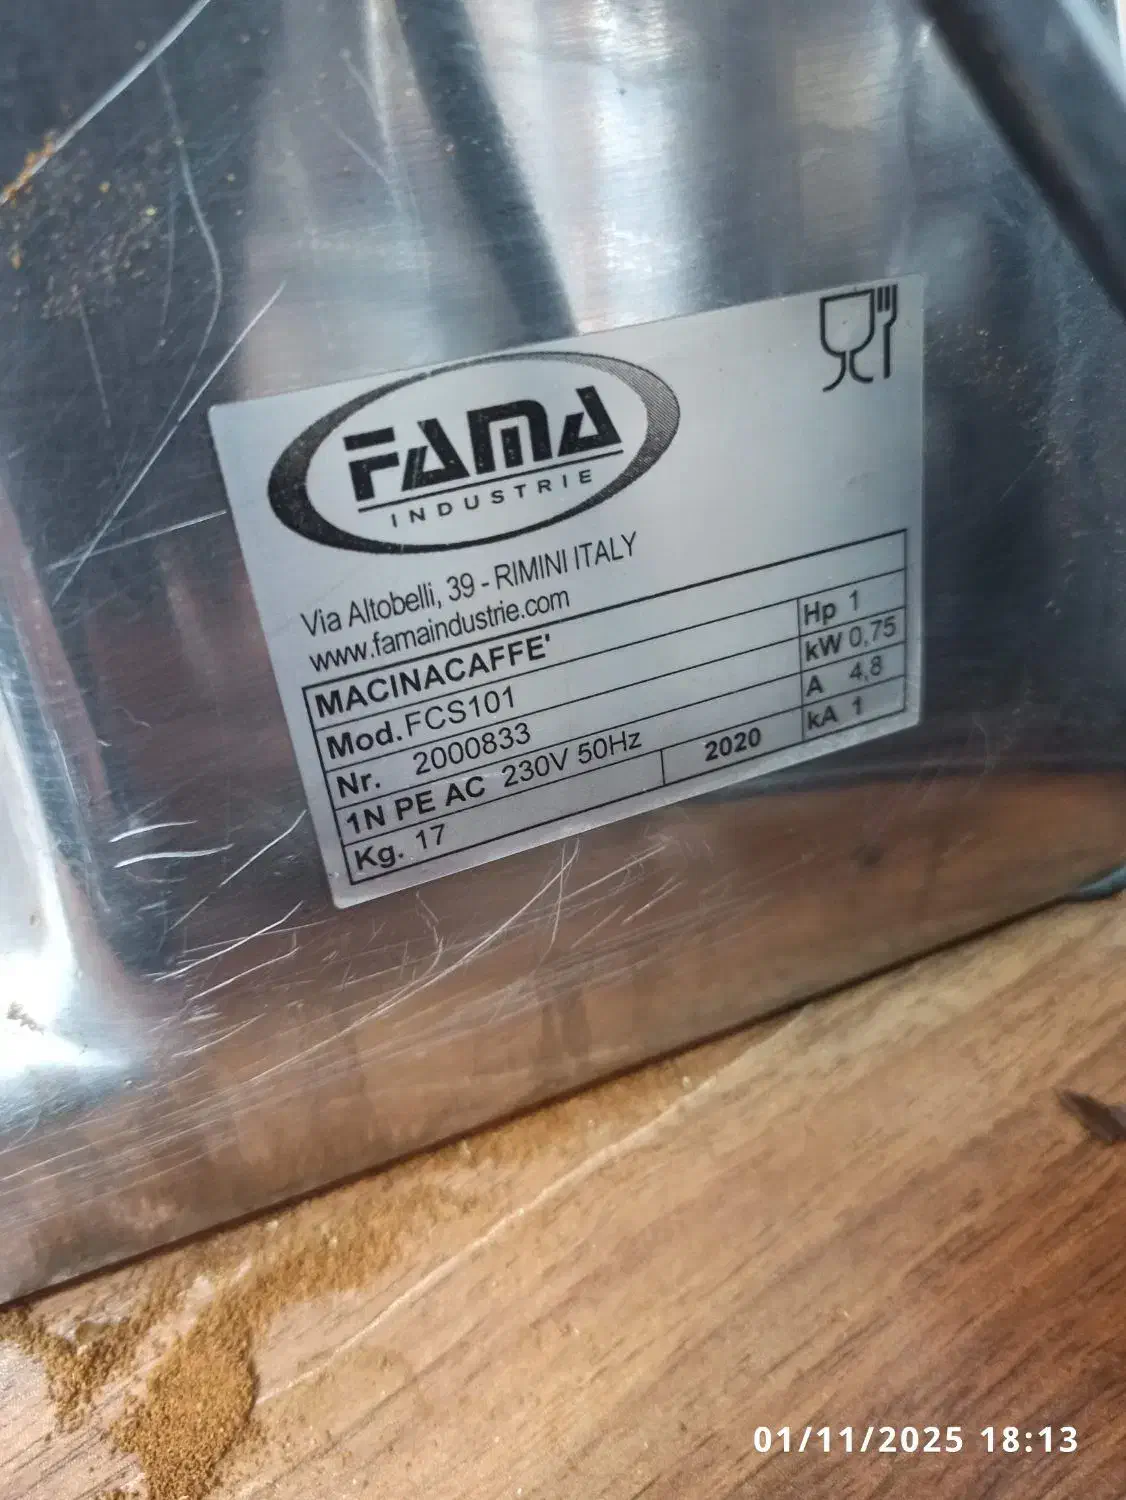 FAMA
INDUSTRIE
Via Altobelli, 39 - RIMINI ITALY
www.famaindustrie.com
MACINACAFFE'
Mod. FCS101 Hp 1
Nr. 2000833 kW 0,75
1N PE AC 230V 50Hz A 4,8
Kg. 17 2020 kA 1
01/11/2025 18:13